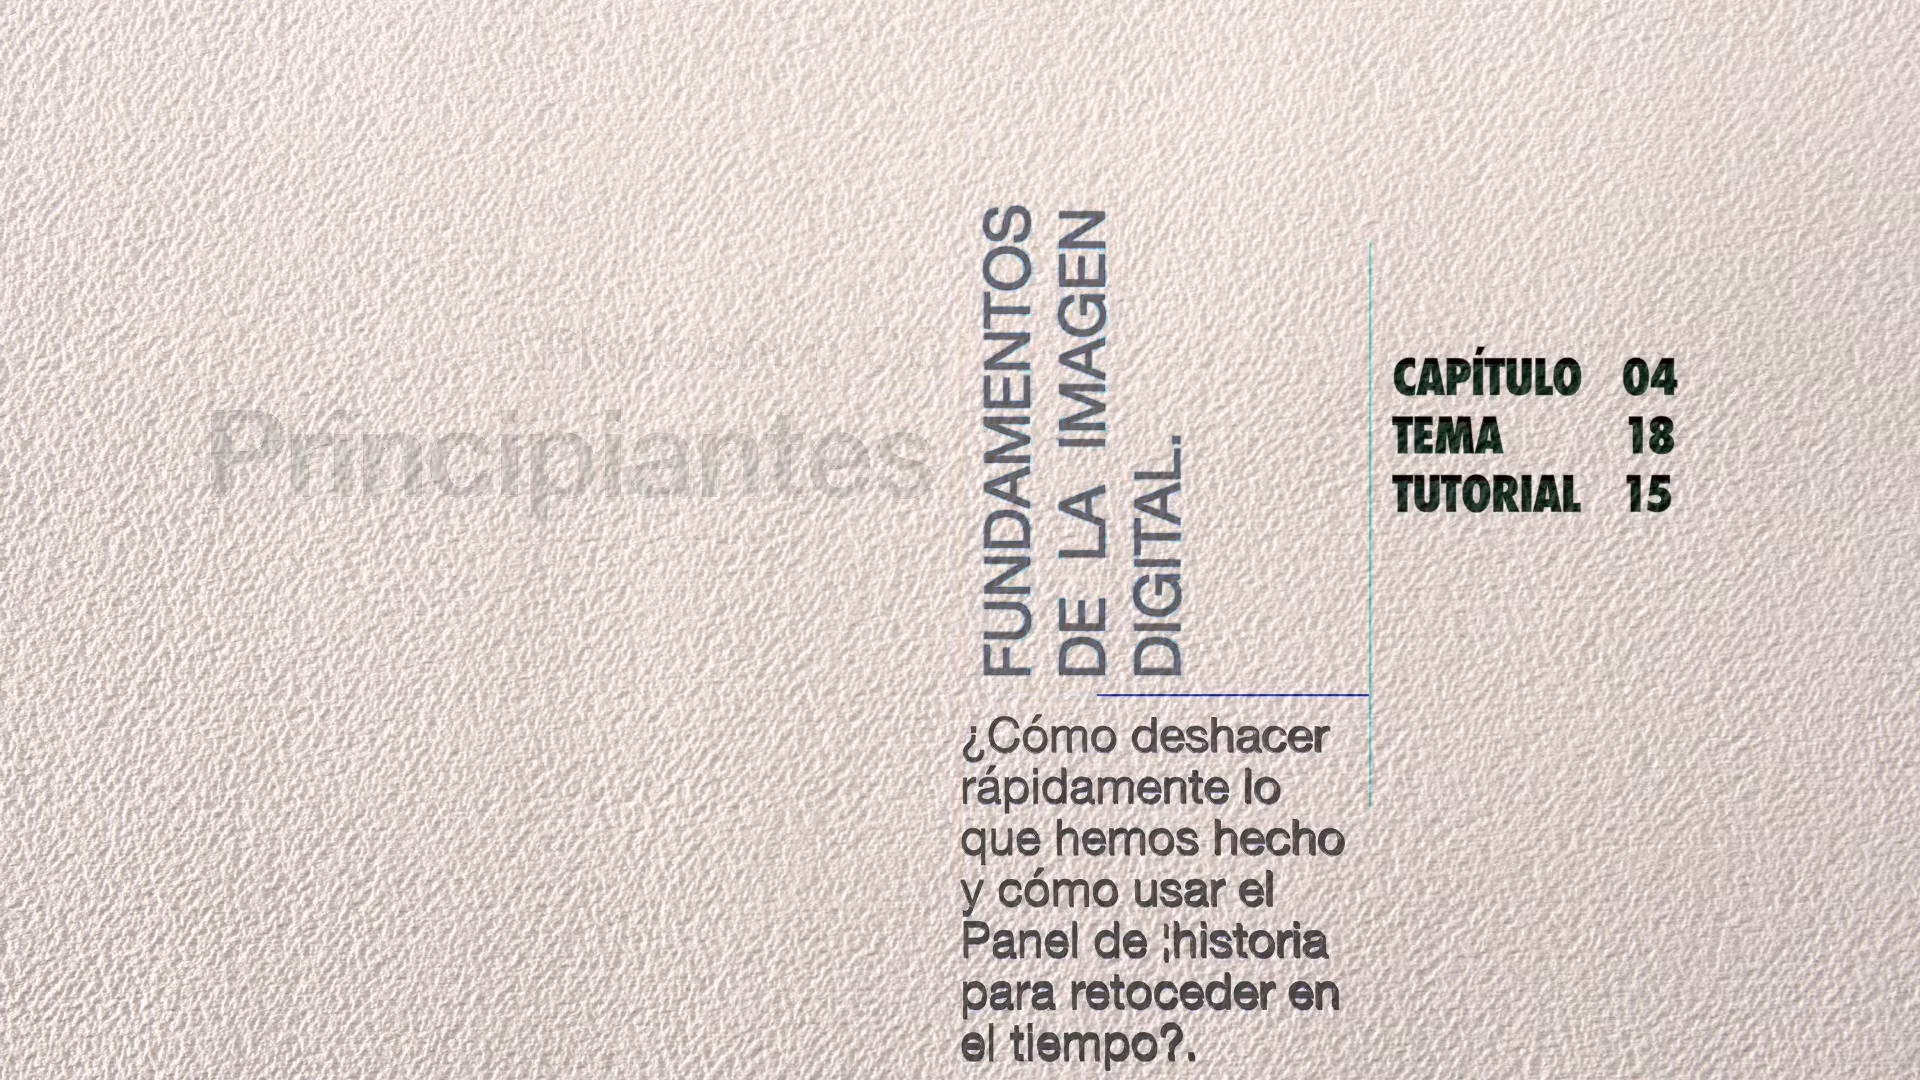 Principiantes
FUNDAMENTOS
DE LA IMAGEN
DIGITAL.
CAPÍTULO 04
TEMA 18
TUTORIAL 15
¿Cómo deshacer
rápidamente lo
que hemos hecho
y cómo usar el
Panel de ¦historia
para retoceder en
el tiempo?.